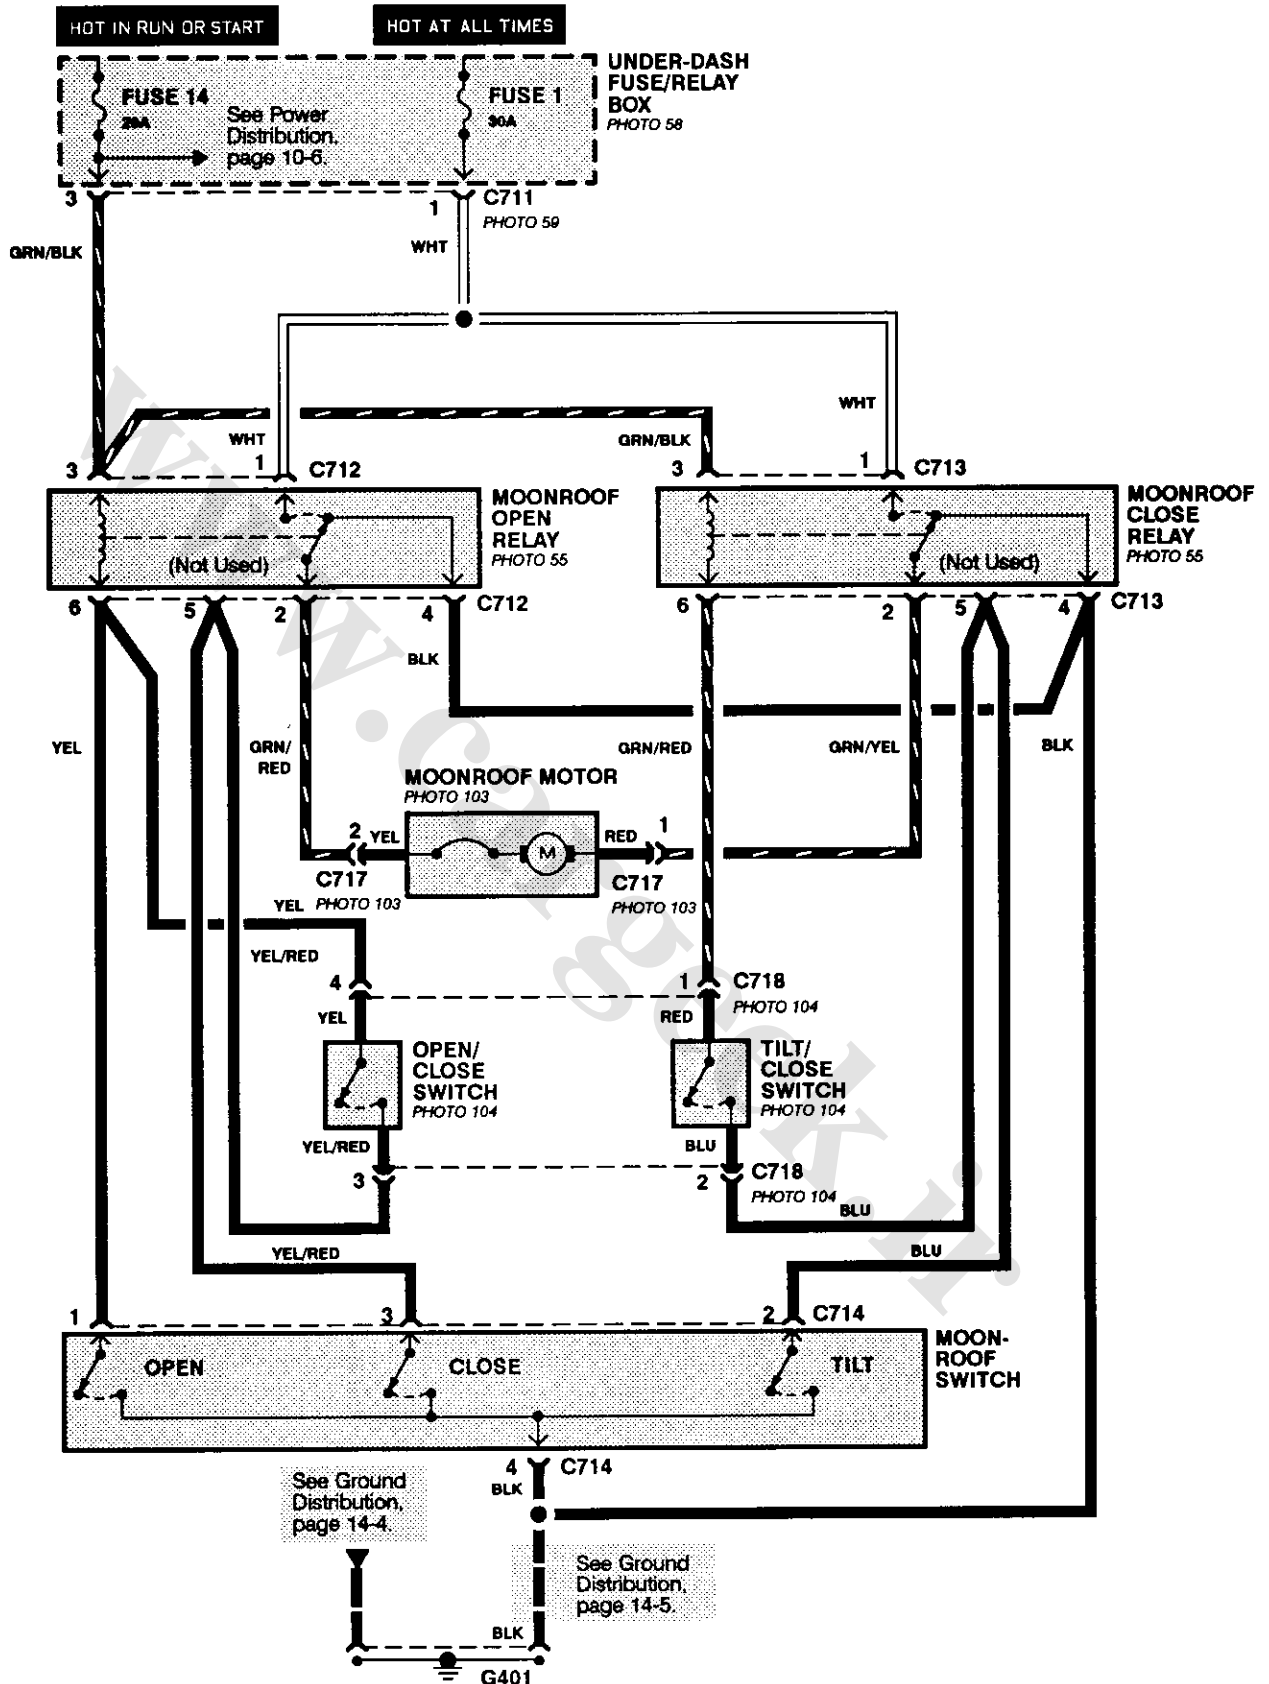 HOT IN RUN OR START
HOT AT ALL TIMES
UNDER-DASH
FUSE/RELAY
BOX
PHOTO 58
FUSE 14
20A
See Power
Distribution,
page 10-6.
FUSE 1
30A
3
1
C711
PHOTO 59
GRN/BLK
WHT
WHT
WHT
GRN/BLK
3
1
C712
3
1
C713
MOONROOF
OPEN
RELAY
PHOTO 55
(Not Used)
MOONROOF
CLOSE
RELAY
PHOTO 55
(Not Used)
6
5
2
4
C712
6
2
5
4
C713
BLK
YEL
GRN/
RED
GRN/RED
GRN/YEL
BLK
MOONROOF MOTOR
PHOTO 103
2
YEL
M
RED
1
C717
PHOTO 103
C717
PHOTO 103
YEL
YEL/RED
4
1
C718
PHOTO 104
YEL
RED
OPEN/
CLOSE
SWITCH
PHOTO 104
TILT/
CLOSE
SWITCH
PHOTO 104
YEL/RED
BLU
3
2
C718
PHOTO 104
BLU
YEL/RED
BLU
1
3
2
C714
OPEN
CLOSE
TILT
MOON-
ROOF
SWITCH
4
C714
BLK
See Ground
Distribution,
page 14-4.
See Ground
Distribution,
page 14-5.
BLK
G401
www.cargeek.ir